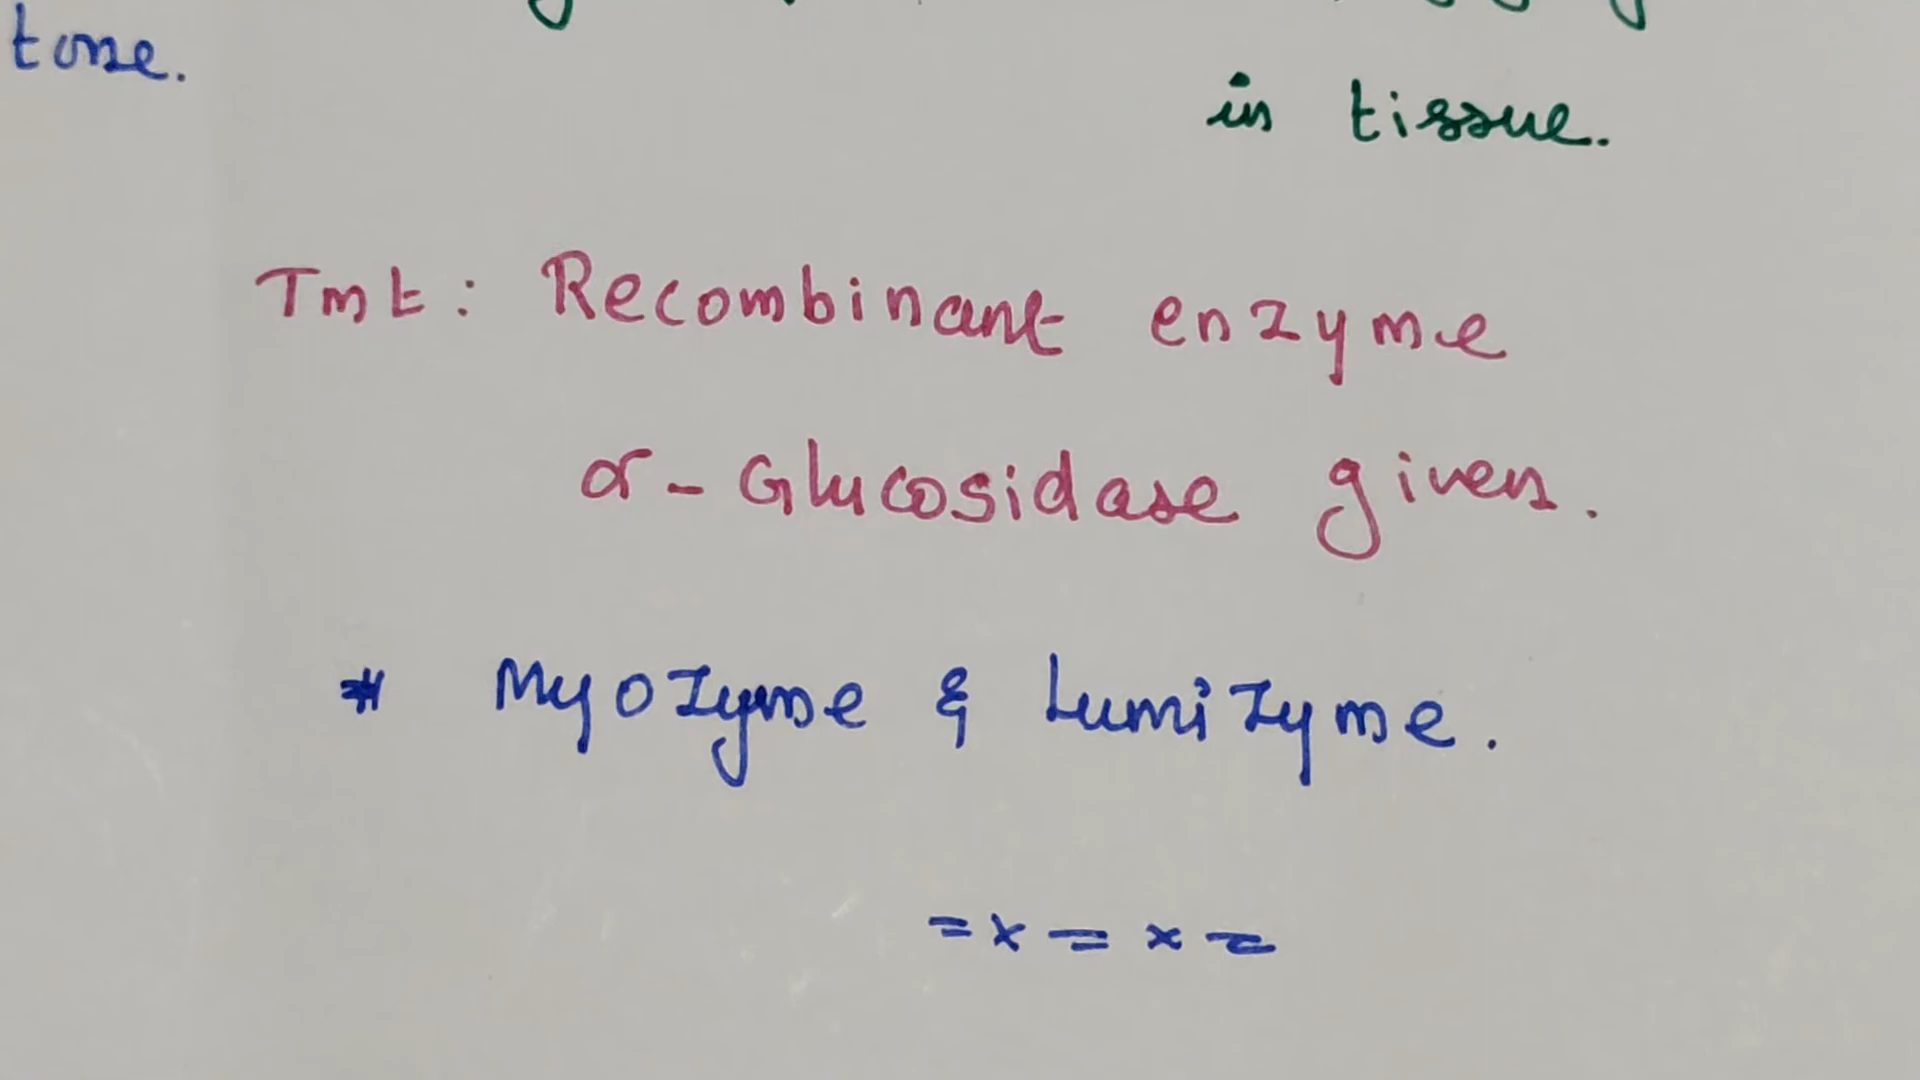 tone.
in tissue.
Tmt: Recombinant enzyme
α-Glucosidase given.
* Myozyme & Lumizyme.
=x=x=